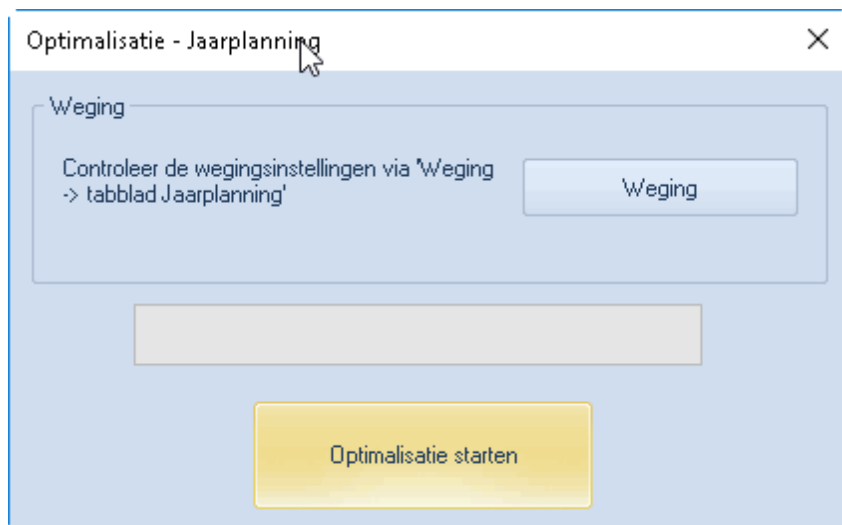 Optimalisatie - Jaarplanning
Weging
Controleer de wegingsinstellingen via 'Weging
-> tabblad Jaarplanning'
Weging
Optimalisatie starten